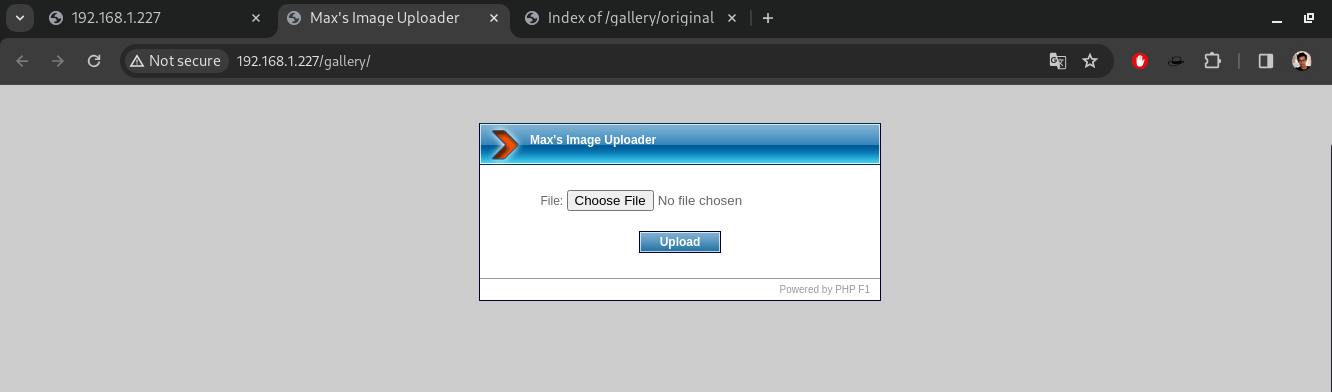 192.168.1.227
Max's Image Uploader
Index of /gallery/original
Not secure
192.168.1.227/gallery/
Max's Image Uploader
File: Choose File No file chosen
Upload
Powered by PHP F1